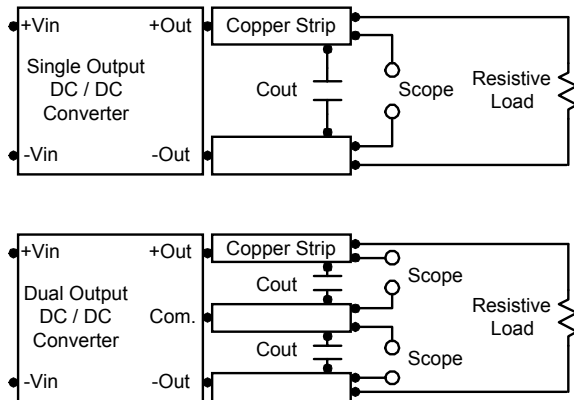 +Vin
+Out
Copper Strip
Single Output
DC / DC
Converter
Cout
Scope
Resistive
Load
-Vin
-Out
+Vin
+Out
Copper Strip
Cout
Scope
Dual Output
DC / DC
Converter
Com.
Resistive
Load
Cout
Scope
-Vin
-Out